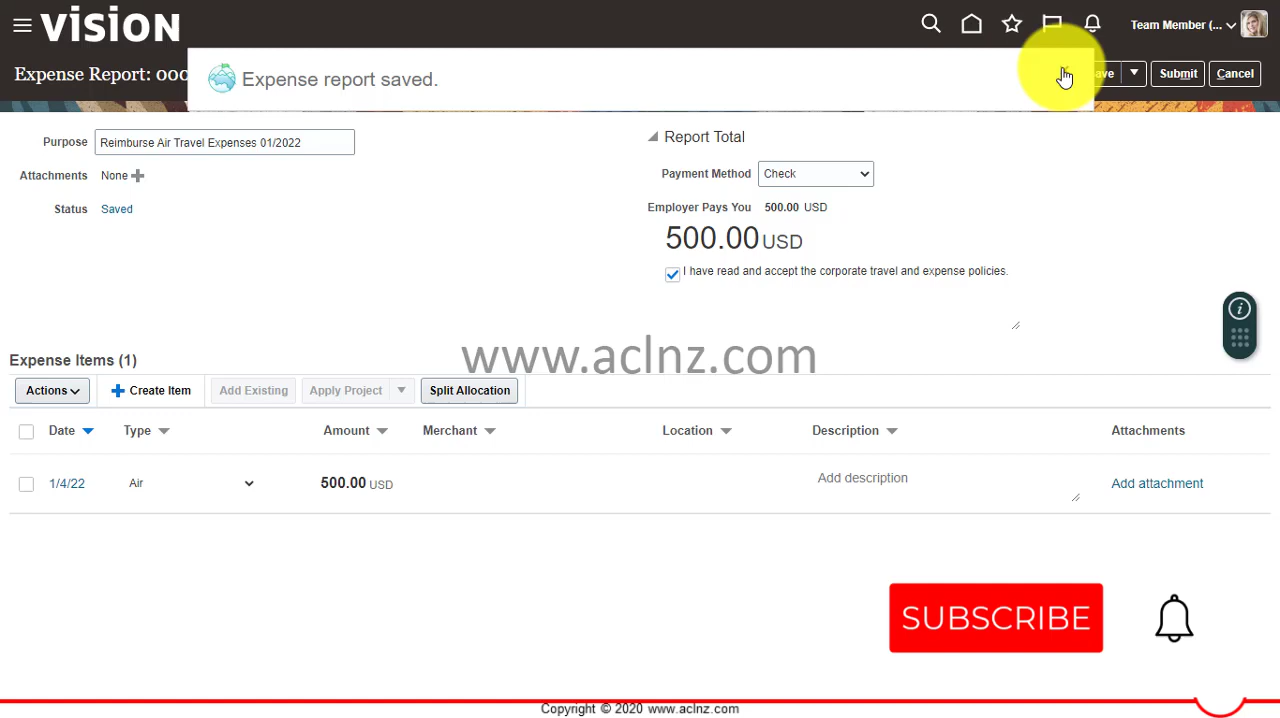 vision
Team Member (...
Expense Report: 000
Expense report saved.
ave
Submit
Cancel
Purpose
Reimburse Air Travel Expenses 01/2022
Attachments
None
Status
Saved
Report Total
Payment Method
Check
Employer Pays You
500.00 USD
500.00 USD
I have read and accept the corporate travel and expense policies.
www.aclnz.com
Expense Items (1)
Actions
Create Item
Add Existing
Apply Project
Split Allocation
Date
Type
Amount
Merchant
Location
Description
Attachments
1/4/22
Air
500.00 USD
Add description
Add attachment
SUBSCRIBE
Copyright © 2020 www.aclnz.com